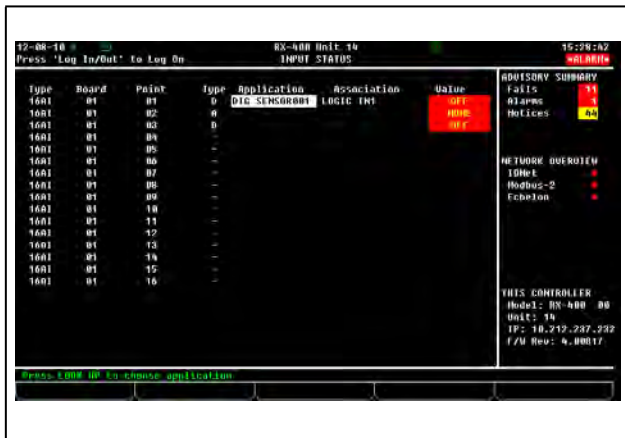 12-08-10
RX-400 Unit 14
15:28:42
Press 'Log In/Out' to Log On
INPUT STATUS
*ALARM*
Type Board Point Type Application Association Value
16AI 01 01 D DIG SENSOR001 LOGIC IN1 OFF
16AI 01 02 A NONE
16AI 01 03 D OFF
16AI 01 04 -
16AI 01 05 -
16AI 01 06 -
16AI 01 07 -
16AI 01 08 -
16AI 01 09 -
16AI 01 10 -
16AI 01 11 -
16AI 01 12 -
16AI 01 13 -
16AI 01 14 -
16AI 01 15 -
16AI 01 16 -
ADVISORY SUMMARY
Fails 11
Alarms 1
Notices 44
NETWORK OVERVIEW
IONet
Modbus-2
Echelon
THIS CONTROLLER
Model: RX-400 00
Unit: 14
IP: 10.212.237.232
F/W Rev: 4.00B17
Press LOOK UP to choose application